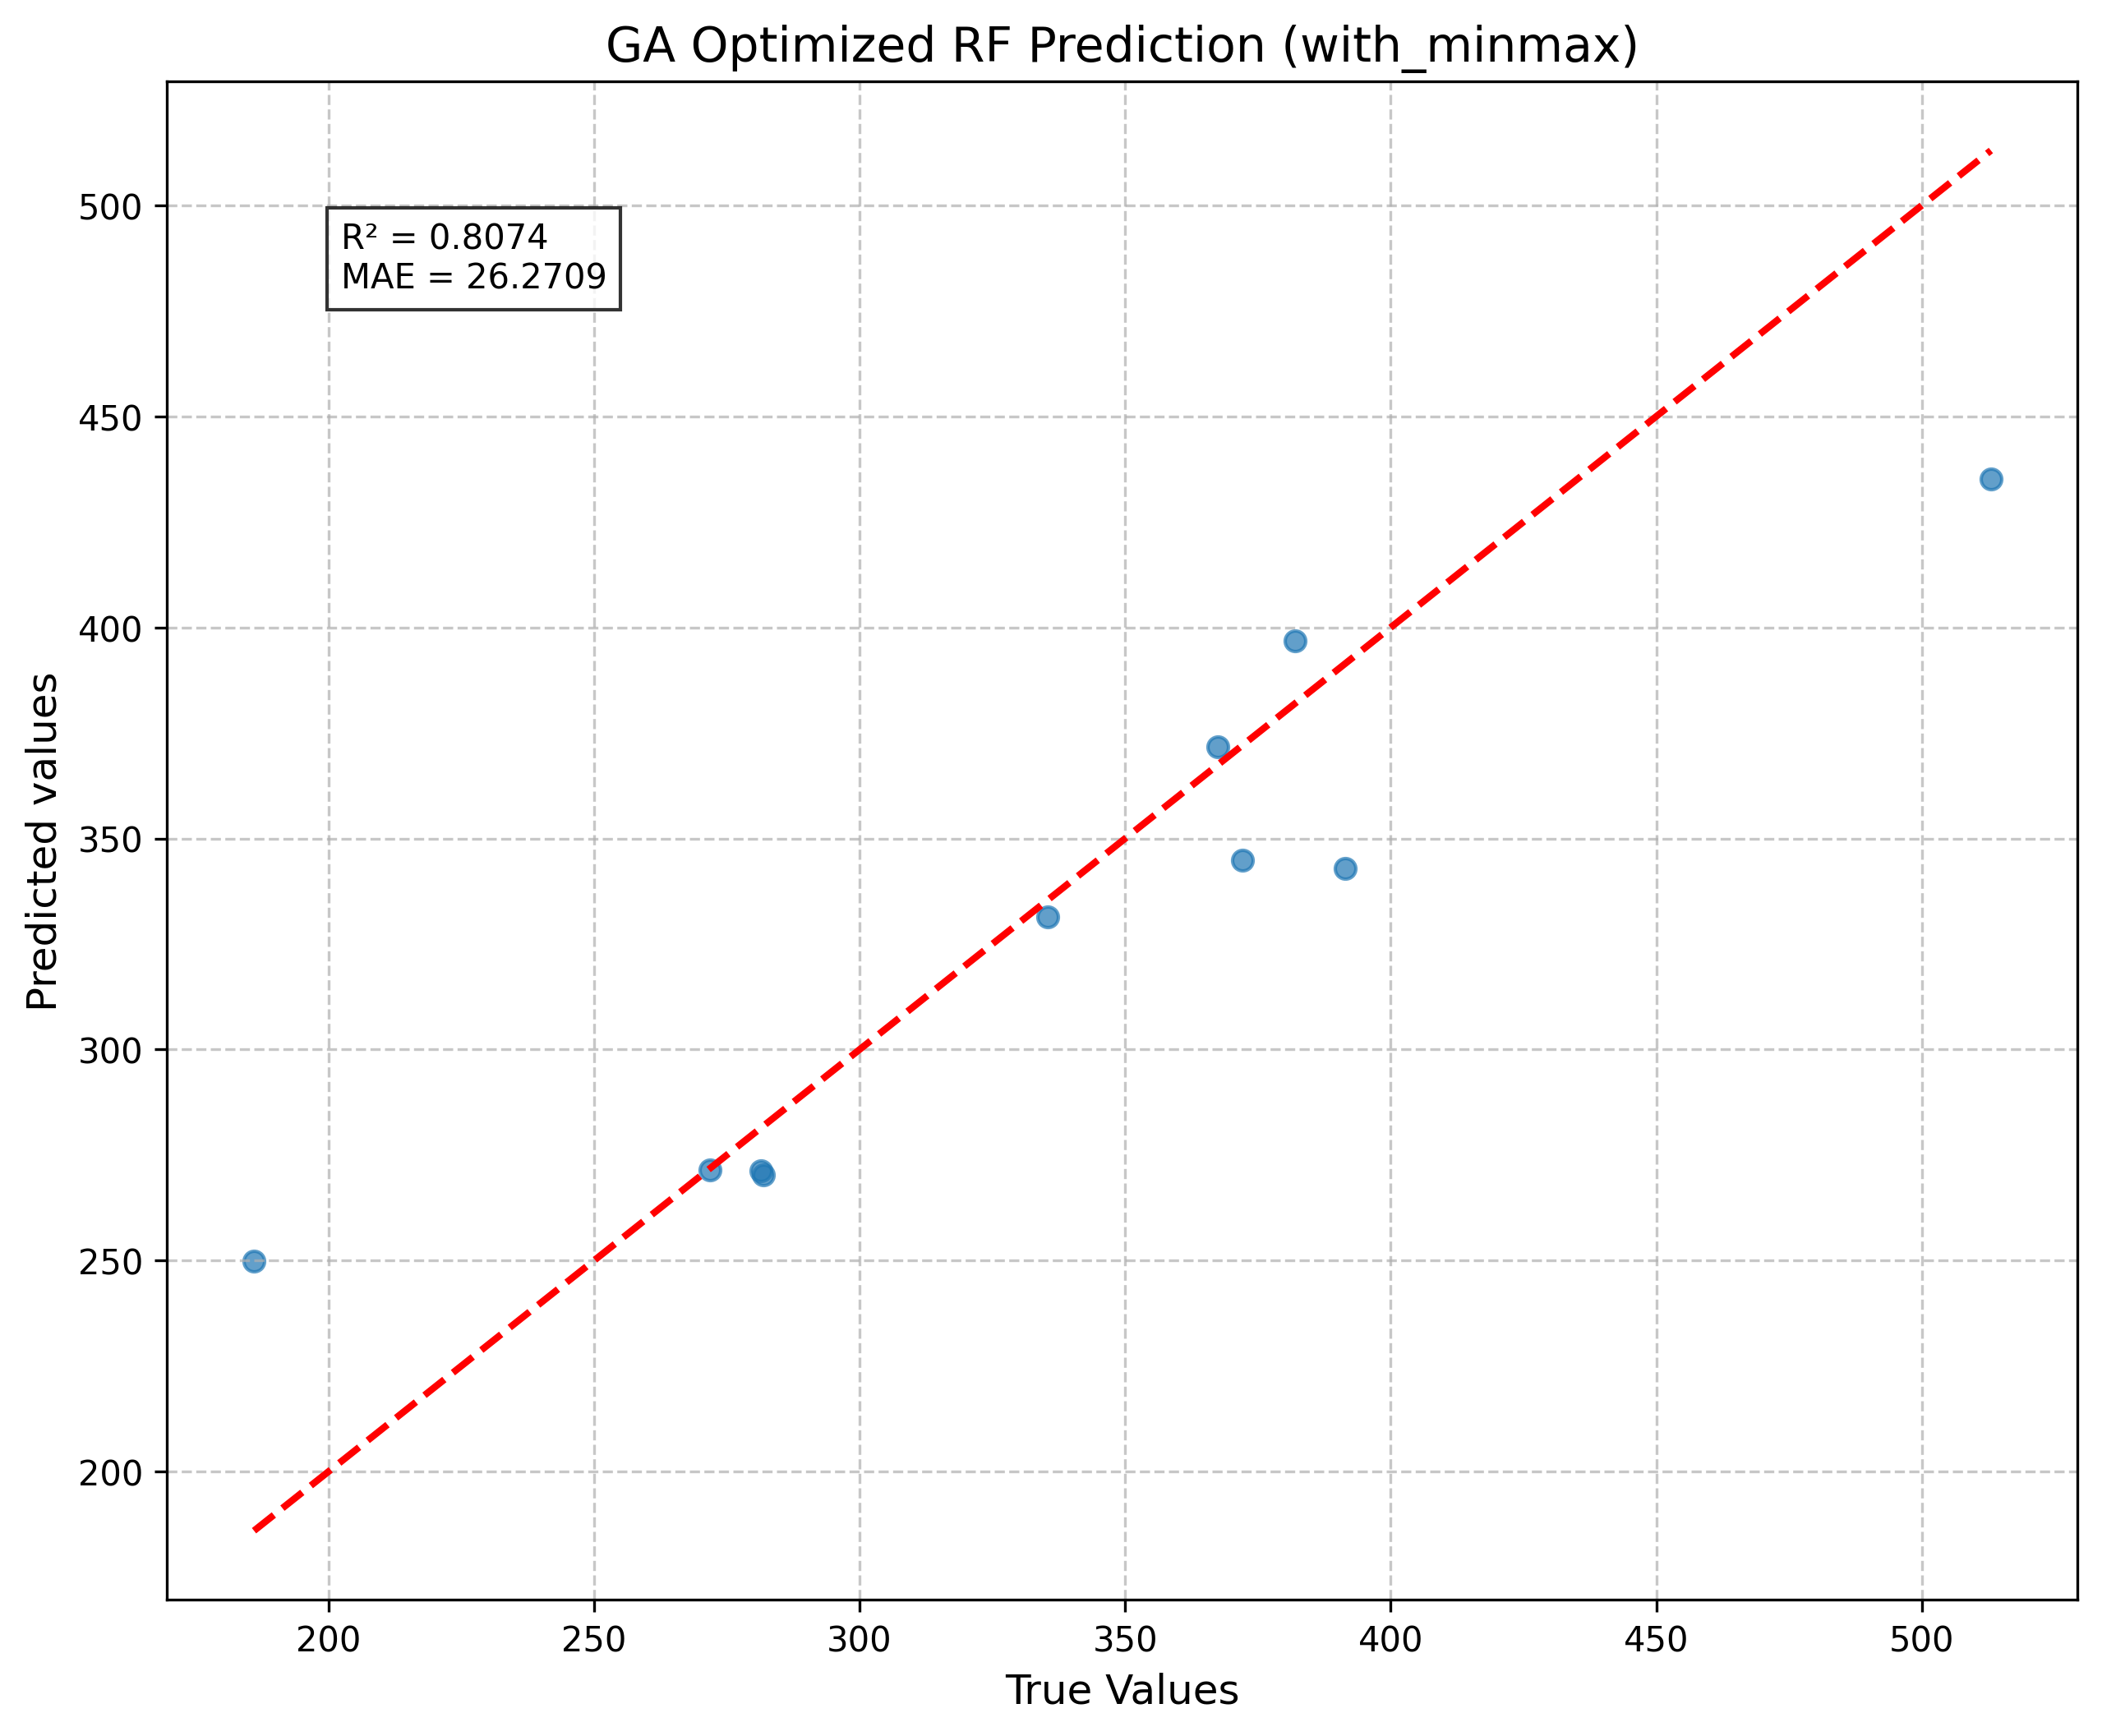 GA Optimized RF Prediction (with_minmax)
R² = 0.8074
MAE = 26.2709
Predicted values
500
450
400
350
300
250
200
200 250 300 350 400 450 500
True Values